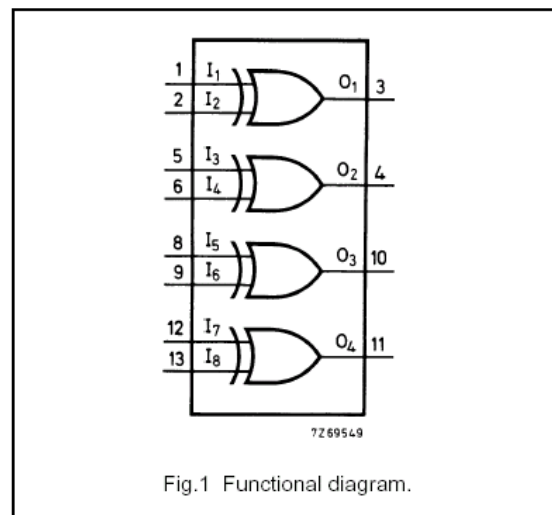 1 I1 O1 3
2 I2
5 I3 O2 4
6 I4
8 I5 O3 10
9 I6
12 I7 O4 11
13 I8
7Z69549
Fig.1 Functional diagram.